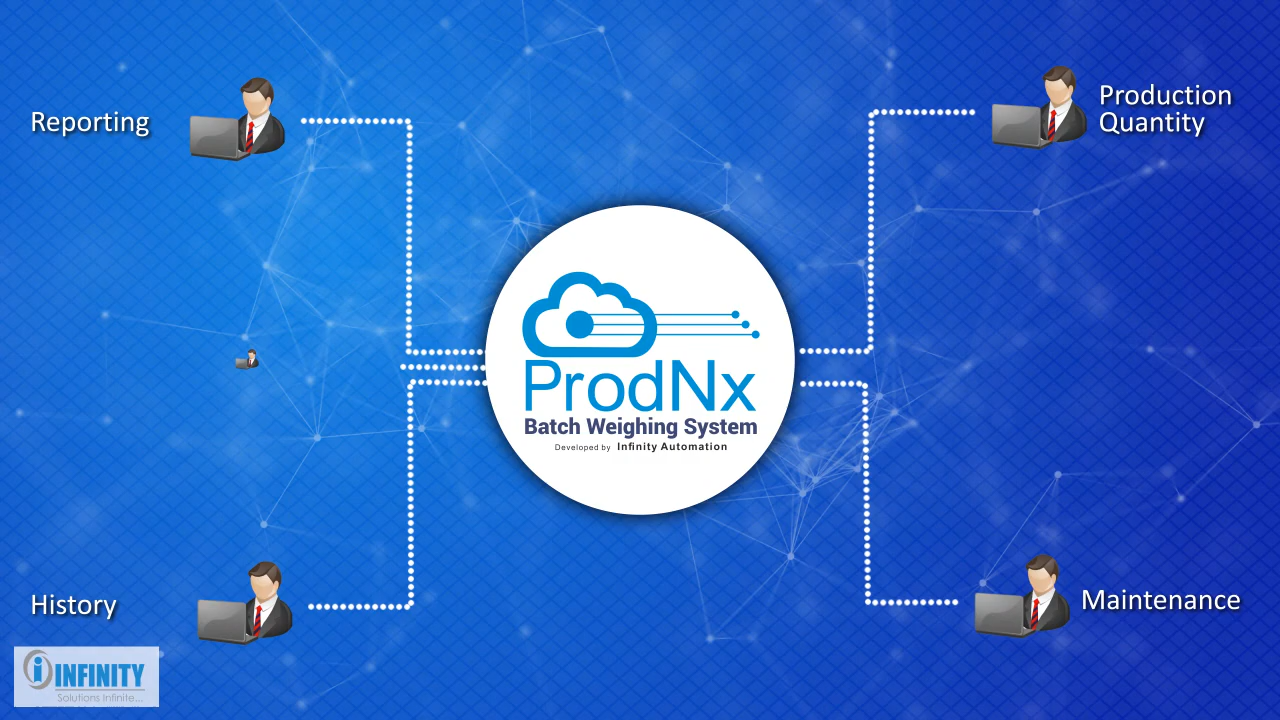 Reporting
Production
Quantity
ProdNx
Batch Weighing System
Developed by Infinity Automation
History
Maintenance
INFINITY
Solutions Infinite...